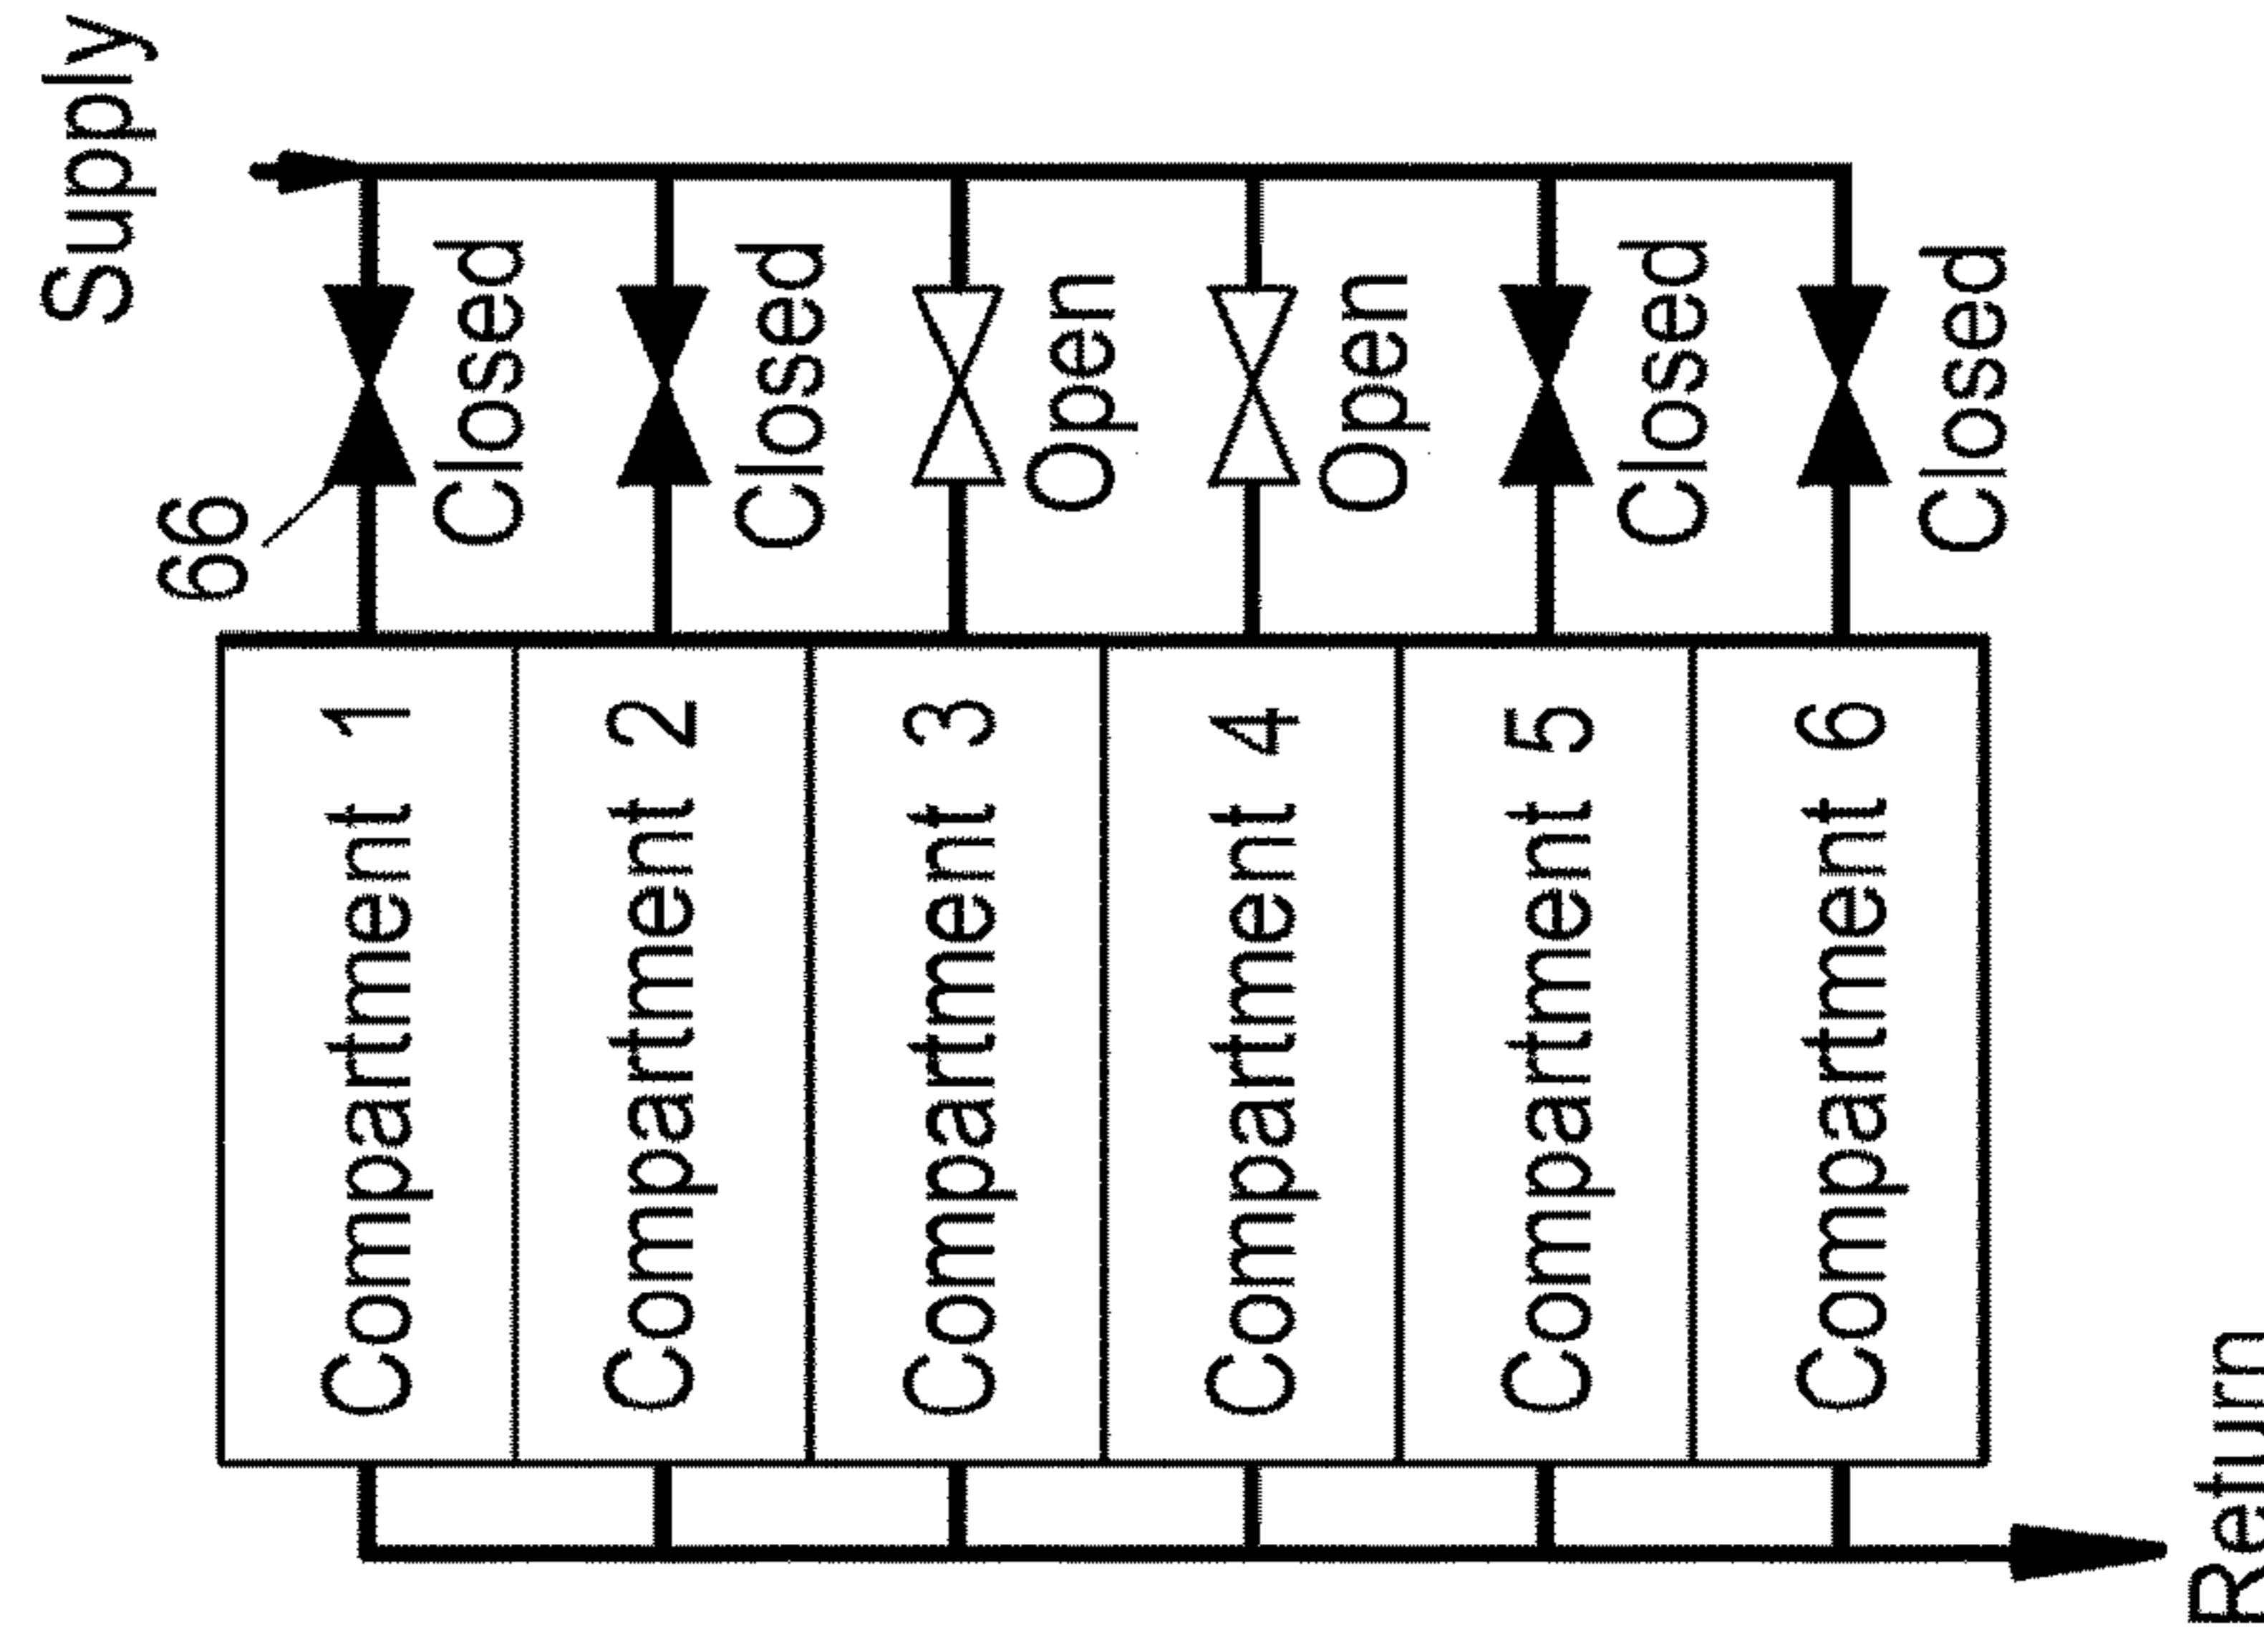 Supply
66
Closed
Closed
Open
Open
Closed
Closed
Compartment 1
Compartment 2
Compartment 3
Compartment 4
Compartment 5
Compartment 6
Return